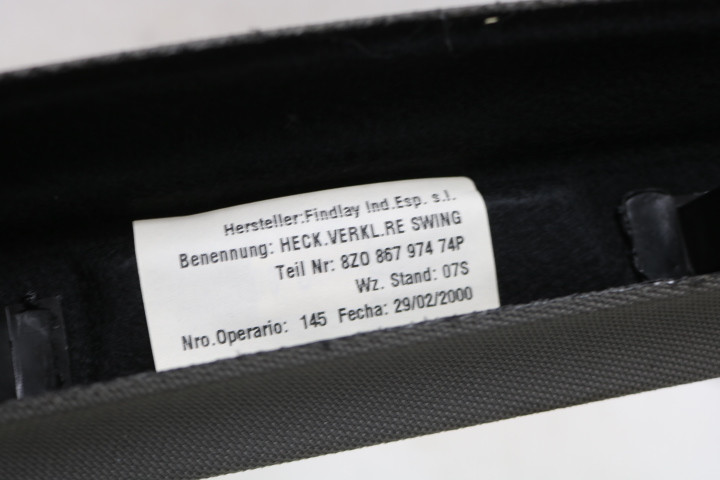 Hersteller:Findlay Ind.Esp. s.l.
Benennung: HECK.VERKL.RE SWING
Teil Nr: 8Z0 867 974 74P
Wz. Stand: 07S
Nro.Operario: 145 Fecha: 29/02/2000